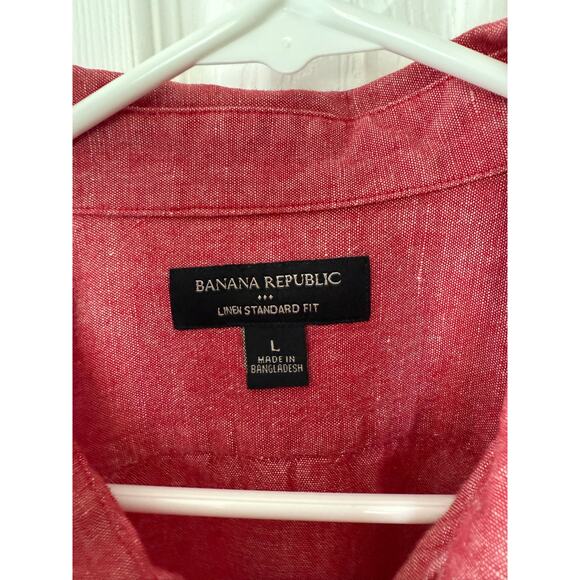 BANANA REPUBLIC
LINEN STANDARD FIT
L
MADE IN
BANGLADESH